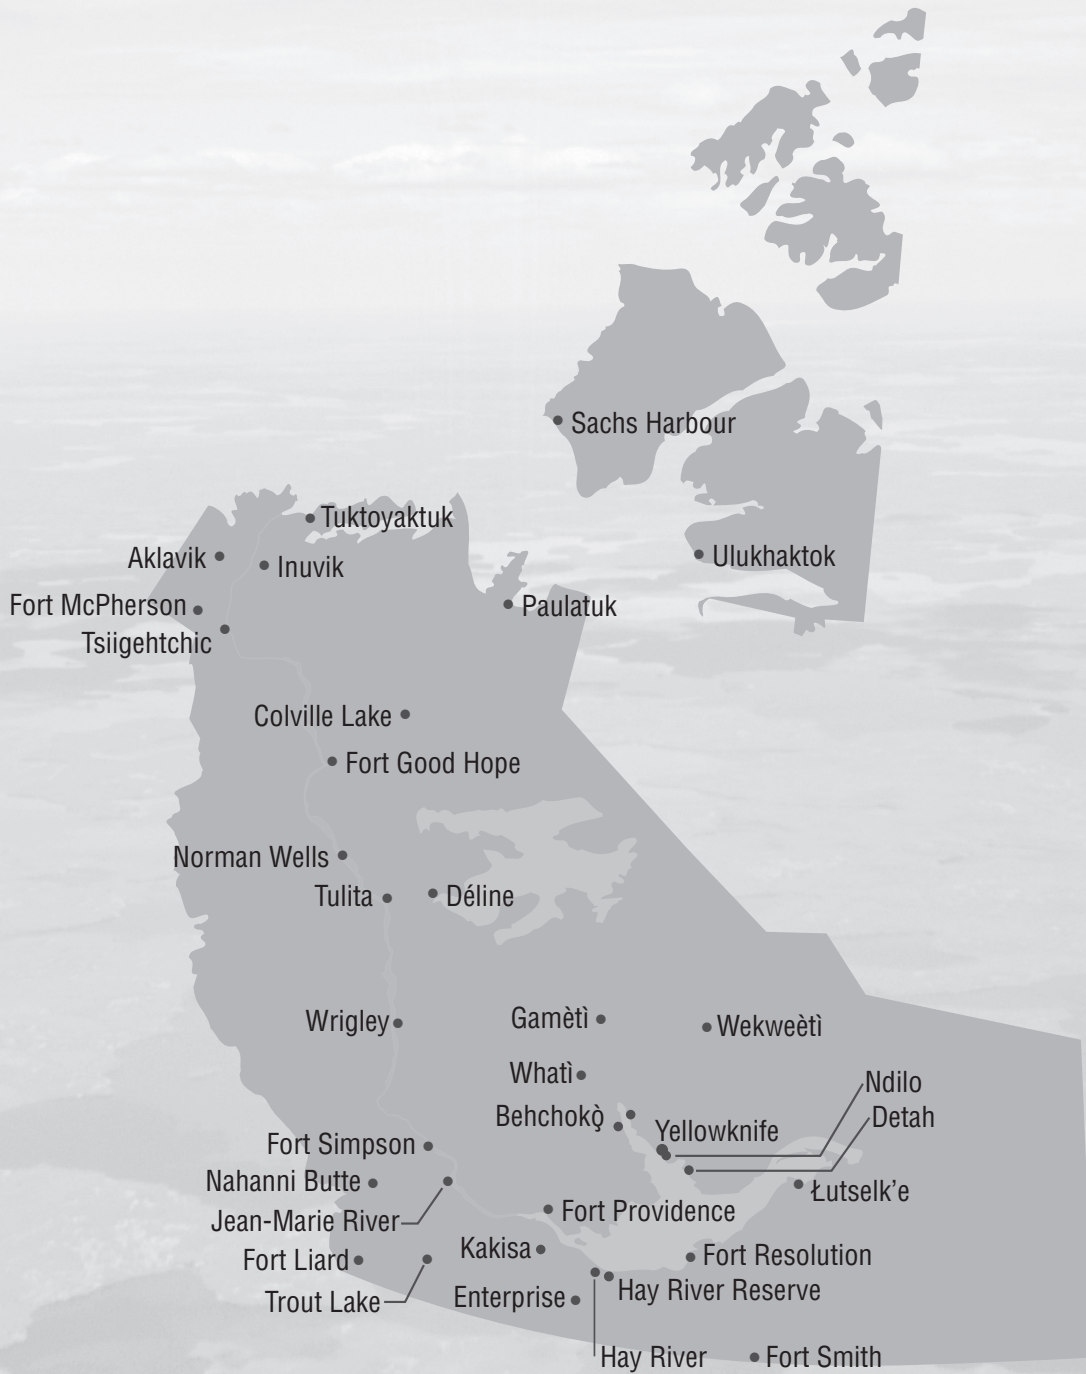 Sachs Harbour
Tuktoyaktuk
Aklavik
Inuvik
Ulukhaktok
Fort McPherson
Paulatuk
Tsiigehtchic
Colville Lake
Fort Good Hope
Norman Wells
Tulita
Déline
Wrigley
Gamètì
Wekweètì
Whatì
Ndilo
Behchokǫ̀
Detah
Yellowknife
Fort Simpson
Nahanni Butte
Łutselk’e
Jean-Marie River
Fort Providence
Kakisa
Fort Resolution
Fort Liard
Hay River Reserve
Trout Lake
Enterprise
Hay River
Fort Smith